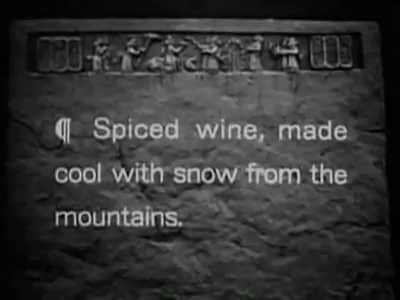 ¶ Spiced wine, made
cool with snow from the
mountains.